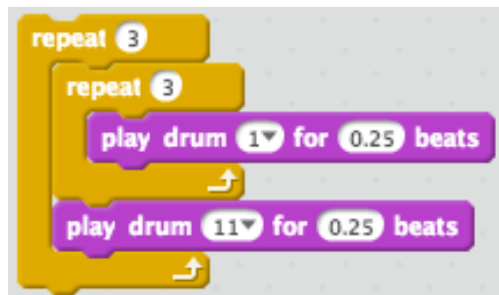 repeat 3
repeat 3
play drum 1 for 0.25 beats
play drum 11 for 0.25 beats